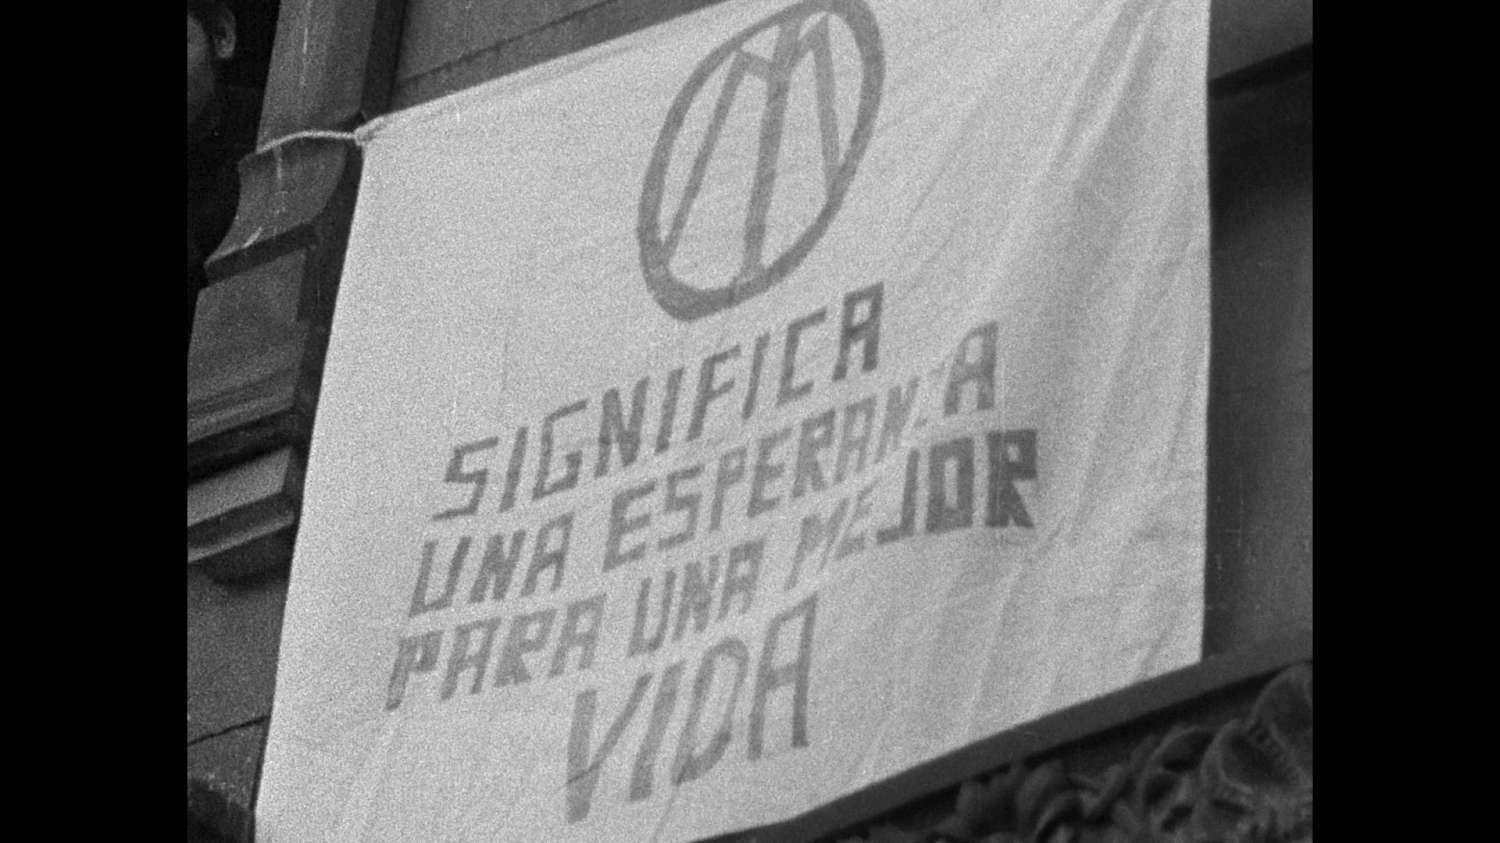 SIGNIFICA
UNA ESPERANZA
PARA UNA MEJOR
VIDA